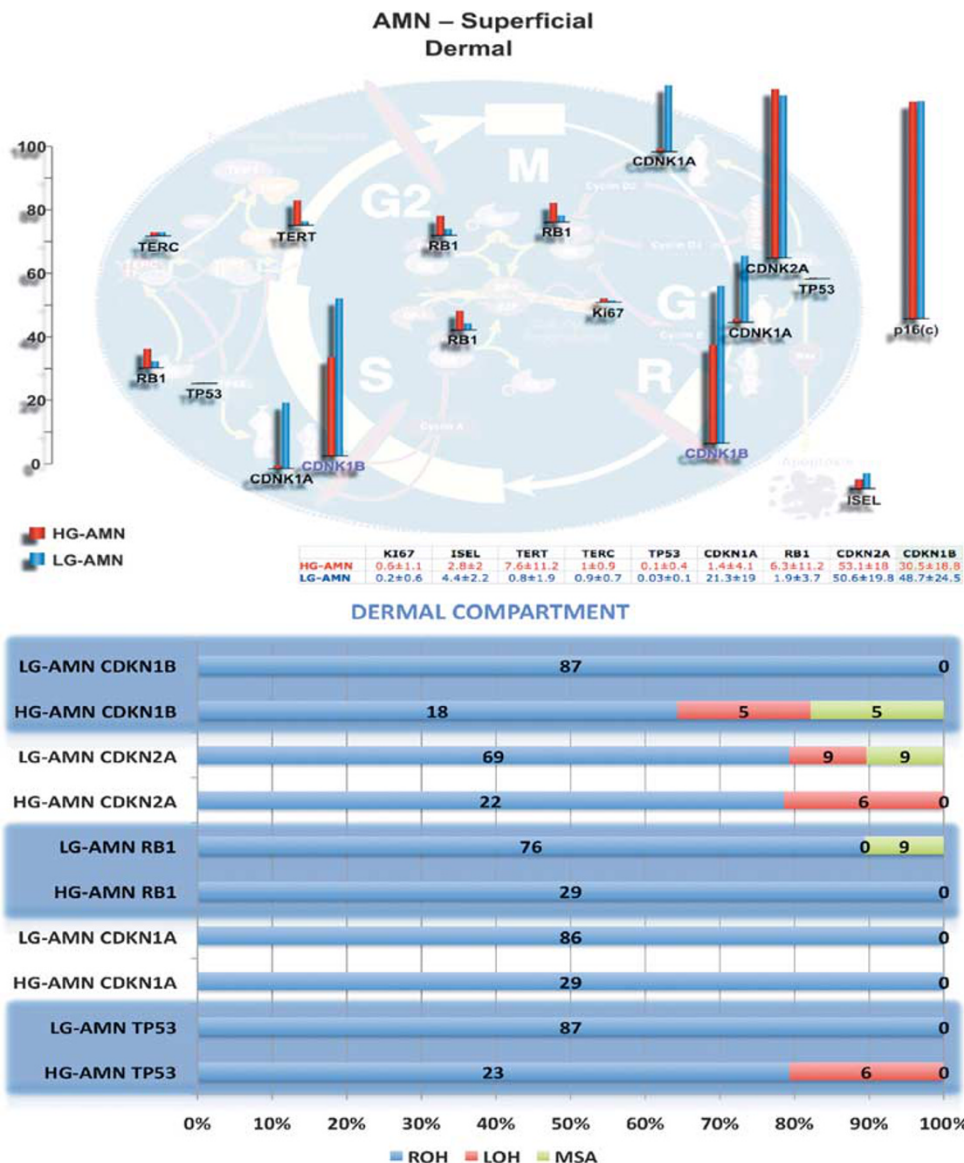 AMN – Superficial
Dermal
100
80
60
40
20
0
M
G2
G1
S
R
CDNK1A
TERC
TERT
RB1
RB1
CDNK2A
TP53
Ki67
RB1
CDNK1A
p16(c)
RB1
TP53
CDNK1A
CDNK1B
CDNK1B
ISEL
HG-AMN
LG-AMN
KI67 ISEL TERT TERC TP53 CDKN1A RB1 CDKN2A CDKN1B
HG-AMN 0.6±1.1 2.8±2 7.6±11.2 1±0.9 0.1±0.4 1.4±4.1 6.3±11.2 53.1±18 30.5±18.8
LG-AMN 0.2±0.6 4.4±2.2 0.8±1.9 0.9±0.7 0.03±0.1 21.3±19 1.9±3.7 50.6±19.8 48.7±24.5
DERMAL COMPARTMENT
LG-AMN CDKN1B 87 0
HG-AMN CDKN1B 18 5 5
LG-AMN CDKN2A 69 9 9
HG-AMN CDKN2A 22 6 0
LG-AMN RB1 76 0 9
HG-AMN RB1 29 0
LG-AMN CDKN1A 86 0
HG-AMN CDKN1A 29 0
LG-AMN TP53 87 0
HG-AMN TP53 23 6 0
0% 10% 20% 30% 40% 50% 60% 70% 80% 90% 100%
ROH LOH MSA